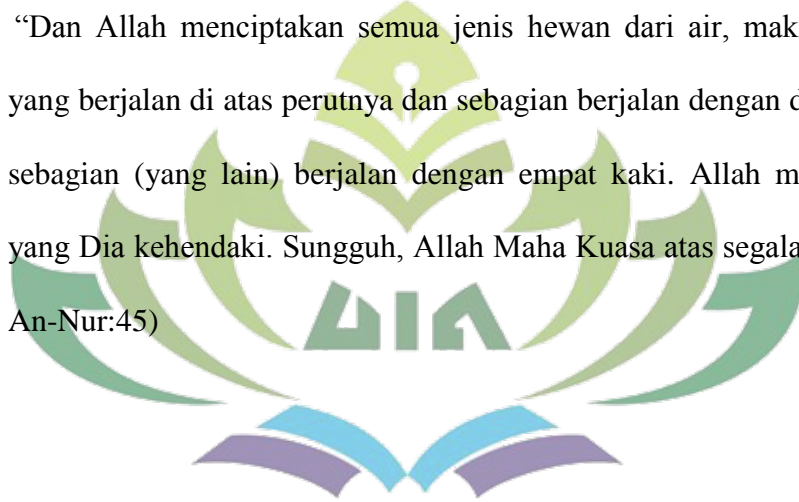 “Dan Allah menciptakan semua jenis hewan dari air, mak
yang berjalan di atas perutnya dan sebagian berjalan dengan d
sebagian (yang lain) berjalan dengan empat kaki. Allah m
yang Dia kehendaki. Sungguh, Allah Maha Kuasa atas segala
An-Nur:45)